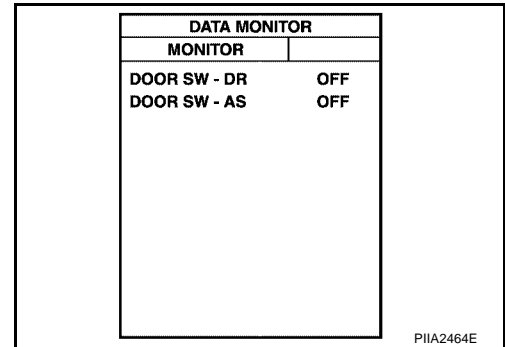 DATA MONITOR
MONITOR
DOOR SW - DR OFF
DOOR SW - AS OFF
PIIA2464E